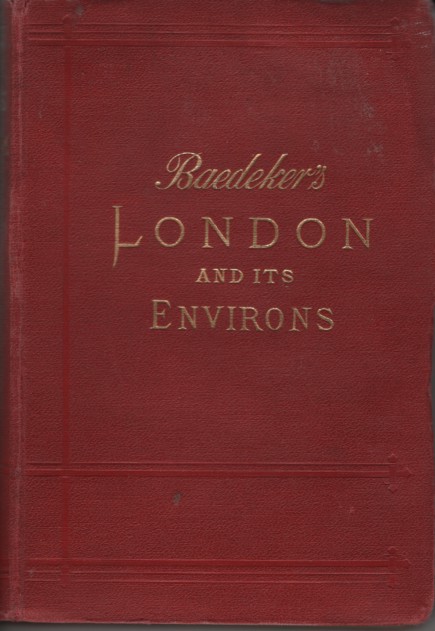 Baedeker's
LONDON
AND ITS
ENVIRONS